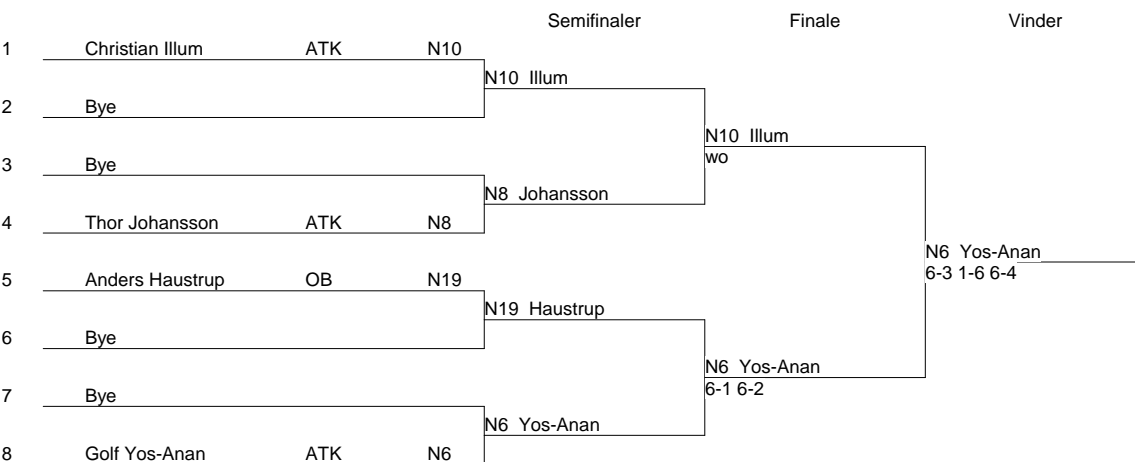 Semifinaler Finale Vinder
1 Christian Illum ATK N10
N10 Illum
2 Bye
N10 Illum
wo
3 Bye
N8 Johansson
4 Thor Johansson ATK N8
N6 Yos-Anan
6-3 1-6 6-4
5 Anders Haustrup OB N19
N19 Haustrup
6 Bye
N6 Yos-Anan
6-1 6-2
7 Bye
N6 Yos-Anan
8 Golf Yos-Anan ATK N6